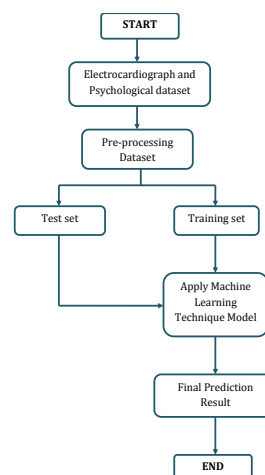 START
Electrocardiograph and
Psychological dataset
Pre-processing
Dataset
Test set
Training set
Apply Machine
Learning
Technique Model
Final Prediction
Result
END